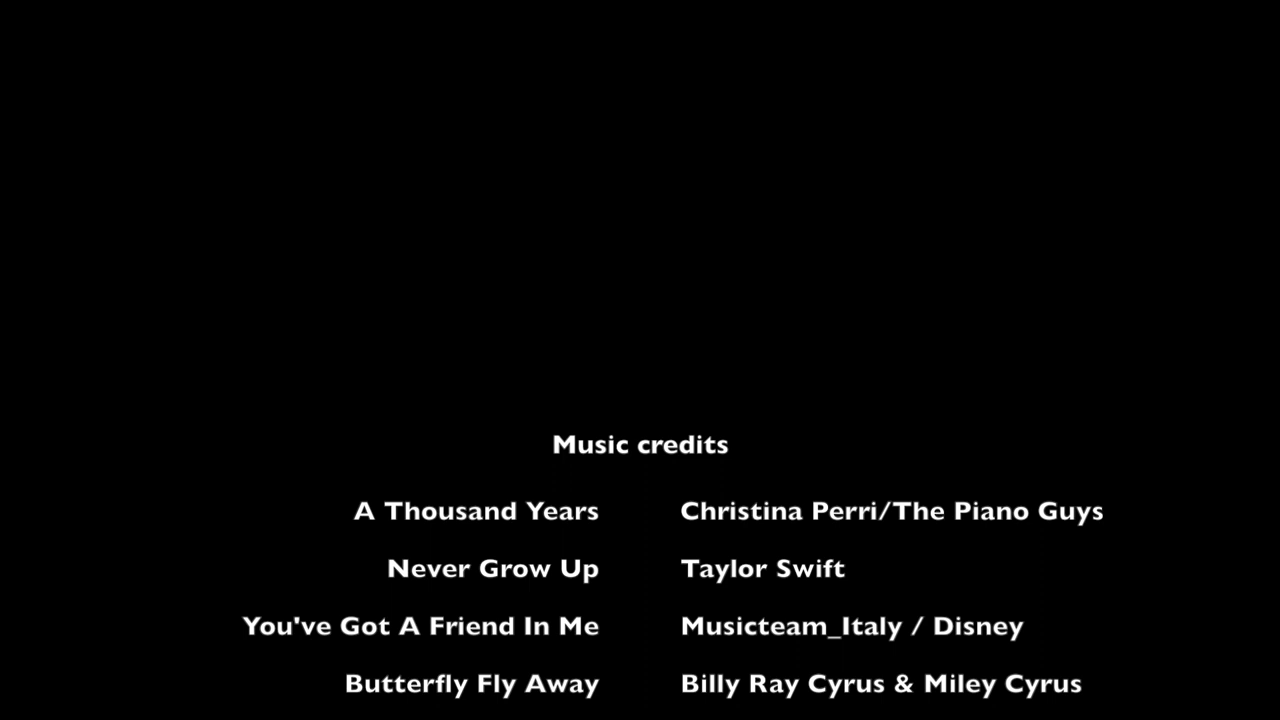 Music credits
A Thousand Years Christina Perri/The Piano Guys
Never Grow Up Taylor Swift
You've Got A Friend In Me Musicteam_Italy / Disney
Butterfly Fly Away Billy Ray Cyrus & Miley Cyrus